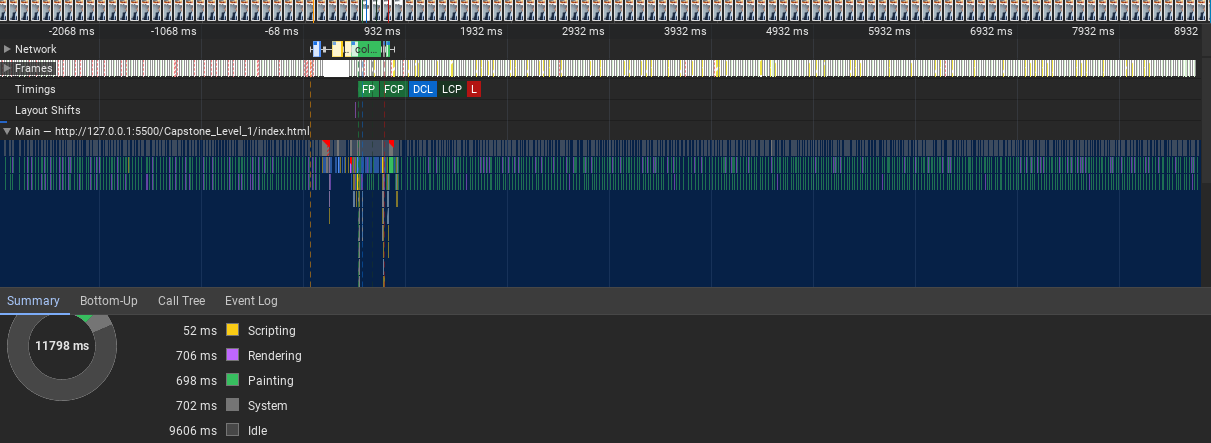 -2068 ms -1068 ms -68 ms 932 ms 1932 ms 2932 ms 3932 ms 4932 ms 5932 ms 6932 ms 7932 ms 8932
Network col...
Frames
Timings FP FCP DCL LCP L
Layout Shifts
Main — http://127.0.0.1:5500/Capstone_Level_1/index.html
Summary Bottom-Up Call Tree Event Log
52 ms Scripting
11798 ms
706 ms Rendering
698 ms Painting
702 ms System
9606 ms Idle